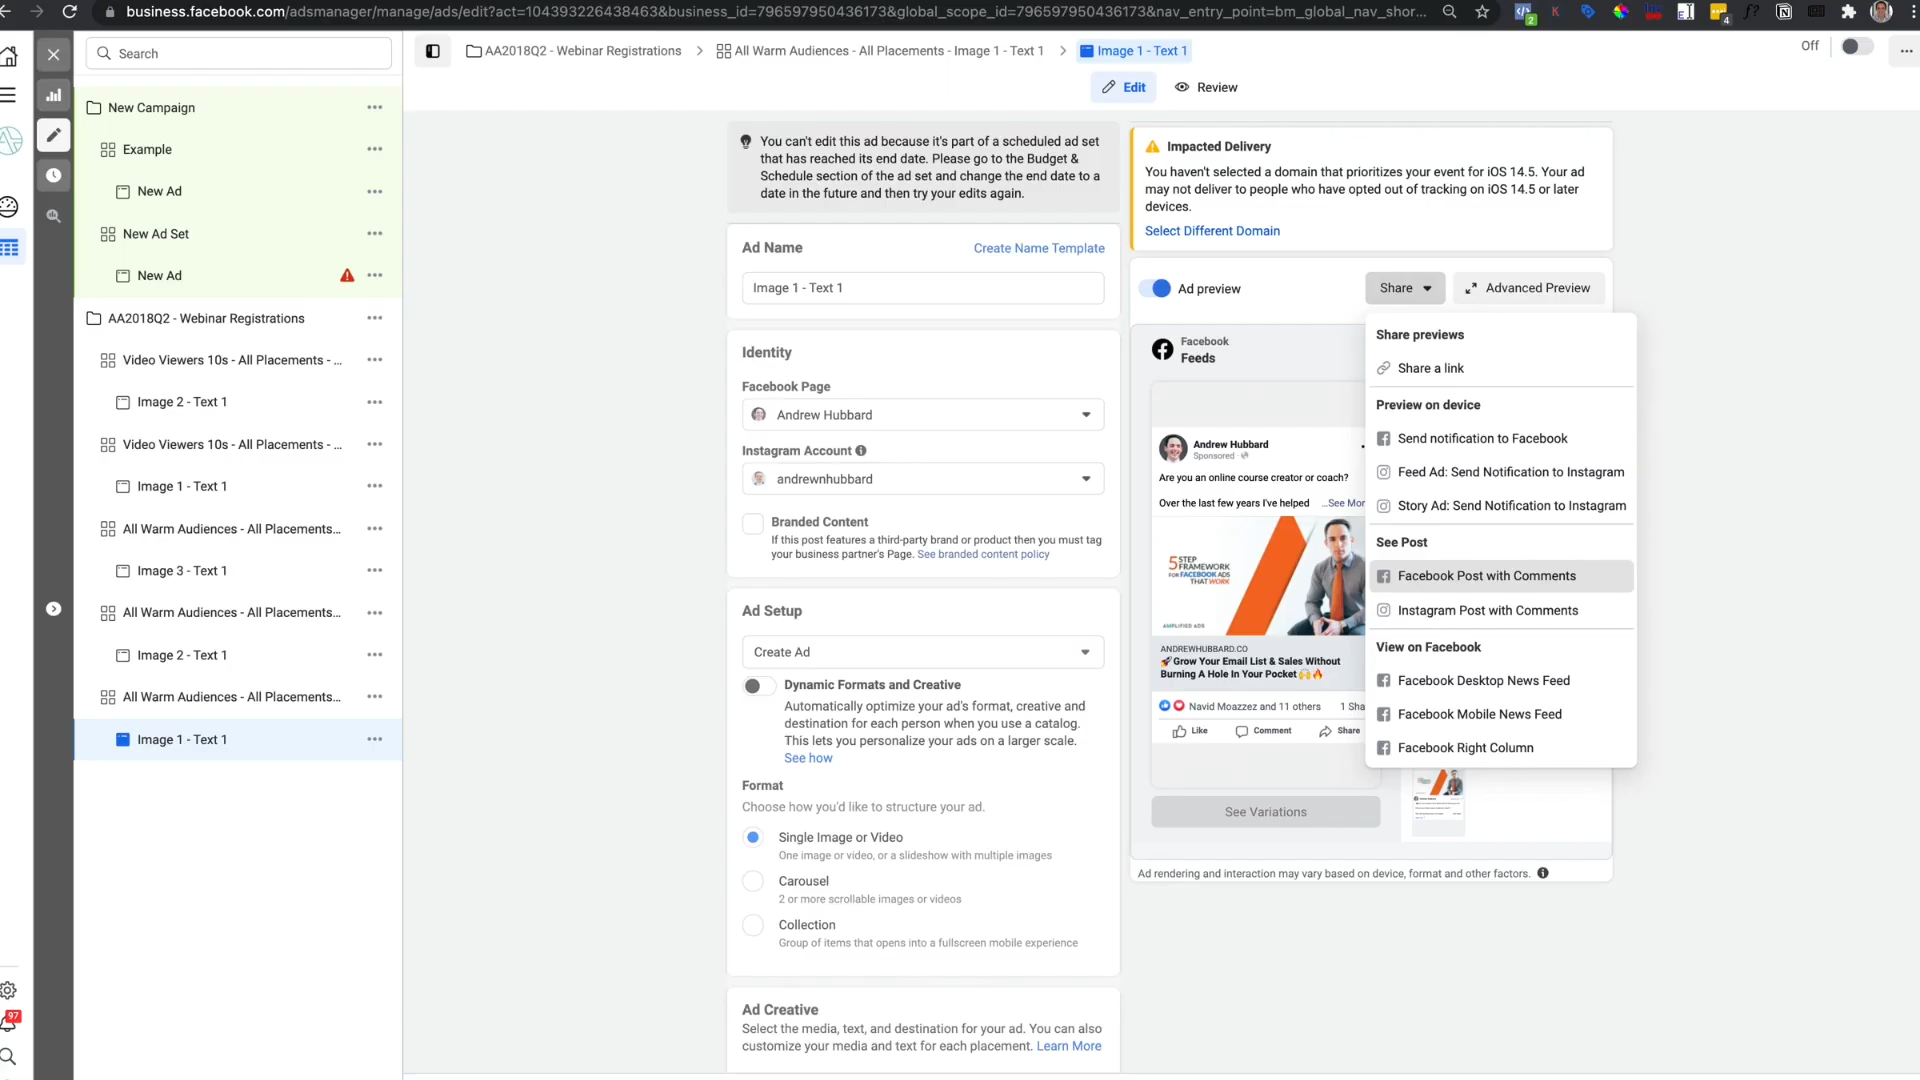 business.facebook.com/adsmanager/manage/ads/edit?act=104393226438463&business_id=796597950436173&global_scope_id=796597950436173&nav_entry_point=bm_global_nav_shor...
2
K
4
f?
Search
New Campaign
Example
New Ad
New Ad Set
New Ad
AA2018Q2 - Webinar Registrations
Video Viewers 10s - All Placements - ...
Image 2 - Text 1
Video Viewers 10s - All Placements - ...
Image 1 - Text 1
All Warm Audiences - All Placements...
Image 3 - Text 1
All Warm Audiences - All Placements...
Image 2 - Text 1
All Warm Audiences - All Placements...
Image 1 - Text 1
97
AA2018Q2 - Webinar Registrations
All Warm Audiences - All Placements - Image 1 - Text 1
Image 1 - Text 1
Off
Edit
Review
You can't edit this ad because it's part of a scheduled ad set
that has reached its end date. Please go to the Budget &
Schedule section of the ad set and change the end date to a
date in the future and then try your edits again.
Ad Name
Create Name Template
Image 1 - Text 1
Identity
Facebook Page
Andrew Hubbard
Instagram Account
andrewnhubbard
Branded Content
If this post features a third-party brand or product then you must tag
your business partner's Page. See branded content policy
Ad Setup
Create Ad
Dynamic Formats and Creative
Automatically optimize your ad's format, creative and
destination for each person when you use a catalog.
This lets you personalize your ads on a larger scale.
See how
Format
Choose how you'd like to structure your ad.
Single Image or Video
One image or video, or a slideshow with multiple images
Carousel
2 or more scrollable images or videos
Collection
Group of items that opens into a fullscreen mobile experience
Ad Creative
Select the media, text, and destination for your ad. You can also
customize your media and text for each placement. Learn More
Impacted Delivery
You haven't selected a domain that prioritizes your event for iOS 14.5. Your ad
may not deliver to people who have opted out of tracking on iOS 14.5 or later
devices.
Select Different Domain
Ad preview
Share
Advanced Preview
Facebook
Feeds
Andrew Hubbard
Sponsored ·
Are you an online course creator or coach?
Over the last few years I've helped ...See Mor
5 STEP
FRAMEWORK
FOR FACEBOOK ADS
THAT WORK
AMPLIFIED ADS
ANDREWHUBBARD.CO
🚀Grow Your Email List & Sales Without
Burning A Hole In Your Pocket 🙌🔥
Navid Moazzez and 11 others
1 Sha
Like
Comment
Share
See Variations
Ad rendering and interaction may vary based on device, format and other factors.
Share previews
Share a link
Preview on device
Send notification to Facebook
Feed Ad: Send Notification to Instagram
Story Ad: Send Notification to Instagram
See Post
Facebook Post with Comments
Instagram Post with Comments
View on Facebook
Facebook Desktop News Feed
Facebook Mobile News Feed
Facebook Right Column